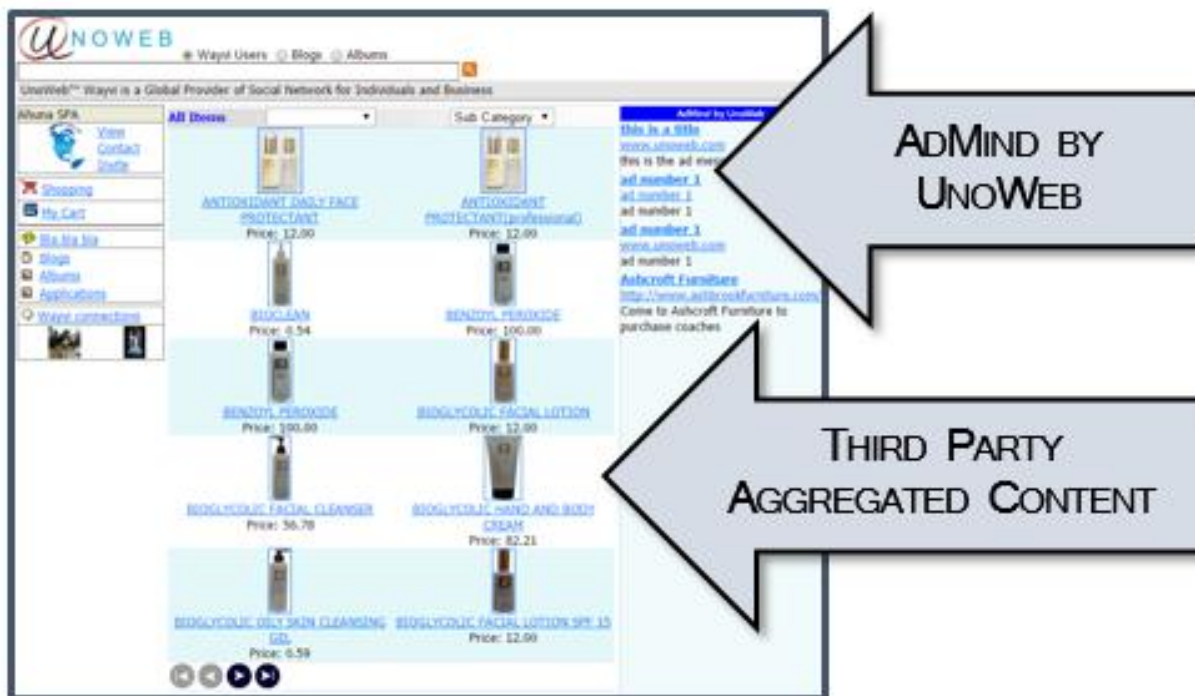 UNOWEB
Wayvi Users Blogs Albums
UnoWeb™ Wayvi is a Global Provider of Social Network for Individuals and Business
Ahuna SPA
View
Contact
Invite
Shopping
My Cart
Bla bla bla
Blogs
Albums
Applications
Wayvi connections
All Items
Sub Category
ANTIOXIDANT DAILY FACE
PROTECTANT
Price: 12.00
ANTIOXIDANT
PROTECTANT(professional)
Price: 12.00
BIOCLEAN
Price: 0.54
BENZOYL PEROXIDE
Price: 100.00
BENZOYL PEROXIDE
Price: 100.00
BIOGLYCOLIC FACIAL LOTION
Price: 12.00
BIOGLYCOLIC FACIAL CLEANSER
Price: 56.78
BIOGLYCOLIC HAND AND BODY
CREAM
Price: 82.21
BIOGLYCOLIC OILY SKIN CLEANSING
GEL
Price: 0.59
BIOGLYCOLIC FACIAL LOTION SPF 15
Price: 12.00
AdMind by UnoWeb
this is a title
www.unoweb.com
this is the ad mes
ad number 1
ad number 1
ad number 1
ad number 1
www.unoweb.com
ad number 1
Ashcroft Furniture
Come to Ashcroft Furniture to
purchase coaches
ADMIND BY
UNOWEB
THIRD PARTY
AGGREGATED CONTENT